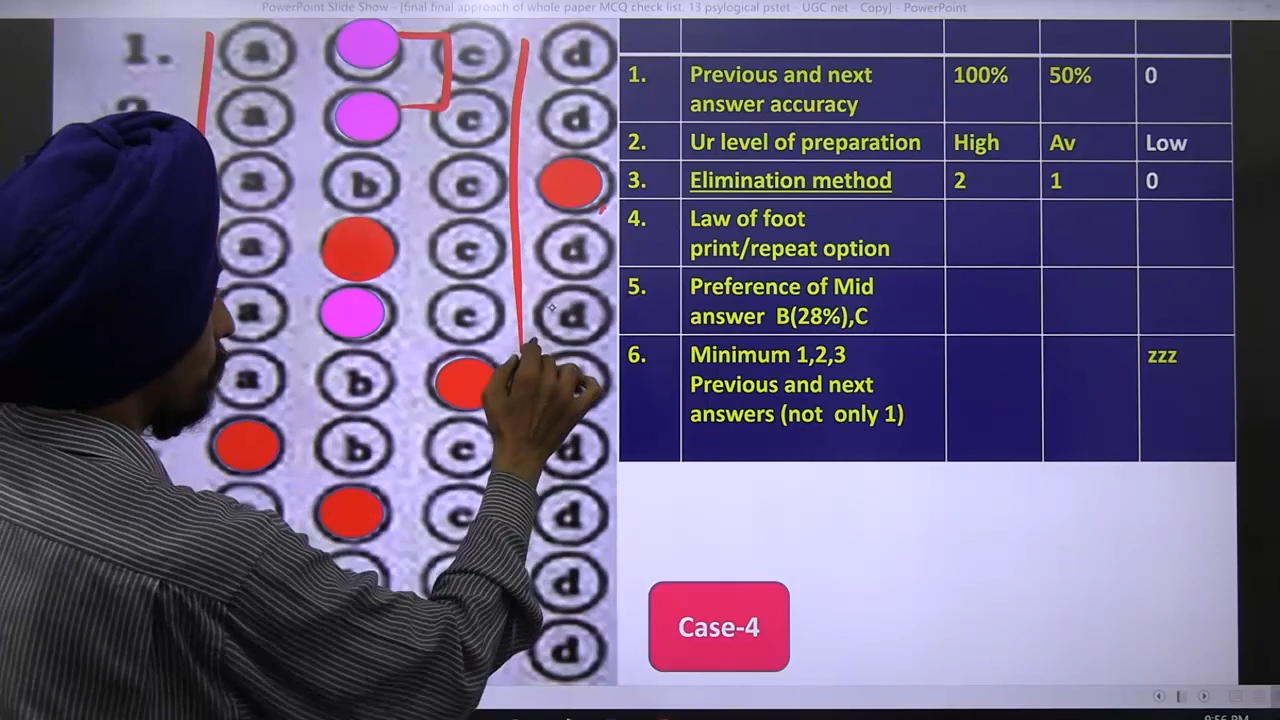 PowerPoint Slide Show - [final final approach of whole paper MCQ check list. 13 psylogical pstet - UGC net - Copy] - PowerPoint
1. a c d
a c d
a b c
a c d
a c d
a b
b c d
c d
d
d
1. Previous and next answer accuracy 100% 50% 0
2. Ur level of preparation High Av Low
3. Elimination method 2 1 0
4. Law of foot
print/repeat option
5. Preference of Mid
answer B(28%),C
6. Minimum 1,2,3 zzz
Previous and next
answers (not only 1)
Case-4
9:56 PM